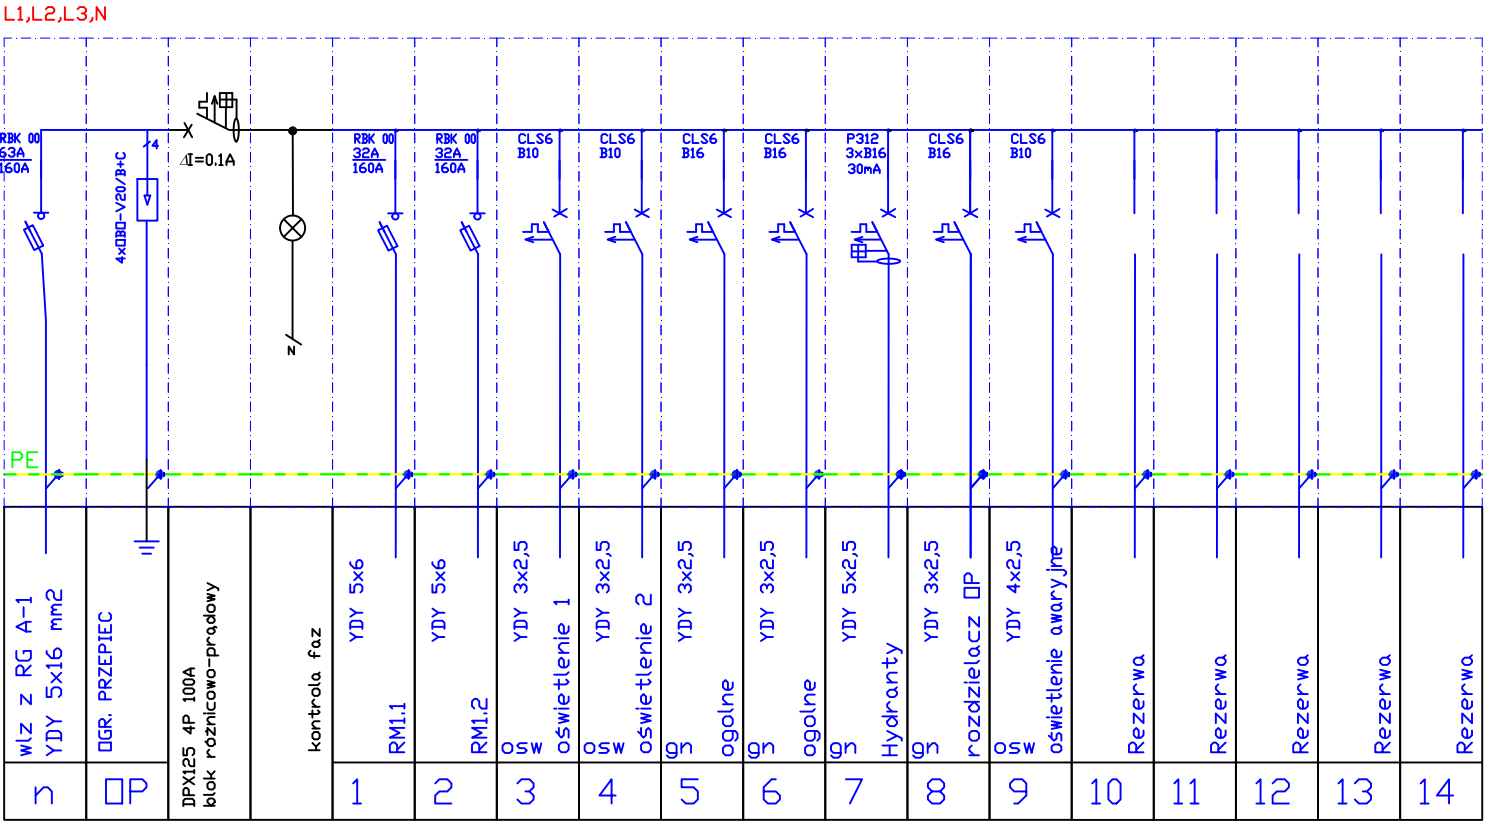 L1,L2,L3,N
RBK 00
63A
160A
4xOBO-V20/B+C
4
ΔI=0.1A
N
RBK 00
32A
160A
RBK 00
32A
160A
CLS6
B10
CLS6
B10
CLS6
B16
CLS6
B16
P312
3xB16
30mA
CLS6
B16
CLS6
B10
PE
wlz z RG A-1
YDY 5x16 mm2
OGR. PRZEPIEC
DPX125 4P 100A
blok różnicowo-prądowy
kontrola faz
YDY 5x6
RM1.1
YDY 5x6
RM1.2
osw
YDY 3x2,5
oświetlenie 1
osw
YDY 3x2,5
oświetlenie 2
gn
YDY 3x2,5
ogolne
gn
YDY 3x2,5
ogolne
gn
YDY 5x2,5
Hydranty
gn
YDY 3x2,5
rozdzielacz OP
osw
YDY 4x2,5
oświetlenie awaryjne
Rezerwa
Rezerwa
Rezerwa
Rezerwa
Rezerwa
n
OP
1
2
3
4
5
6
7
8
9
10
11
12
13
14